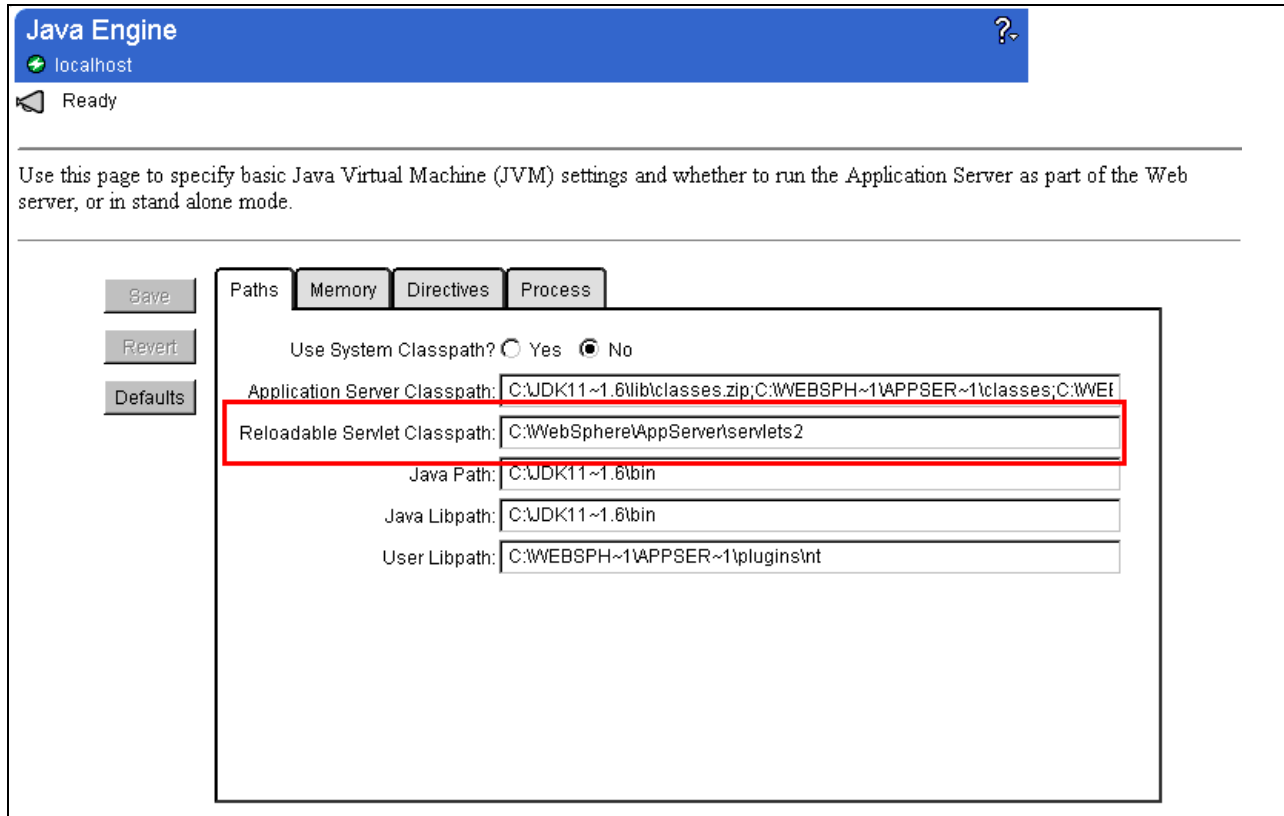 Java Engine
?
localhost
Ready
Use this page to specify basic Java Virtual Machine (JVM) settings and whether to run the Application Server as part of the Web
server, or in stand alone mode.
Save
Revert
Defaults
Paths Memory Directives Process
Use System Classpath? Yes No
Application Server Classpath: C:\JDK11~1.6\lib\classes.zip;C:\WEBSPH~1\APPSER~1\classes;C:\WEB
Reloadable Servlet Classpath: C:\WebSphere\AppServer\servlets2
Java Path: C:\JDK11~1.6\bin
Java Libpath: C:\JDK11~1.6\bin
User Libpath: C:\WEBSPH~1\APPSER~1\plugins\nt